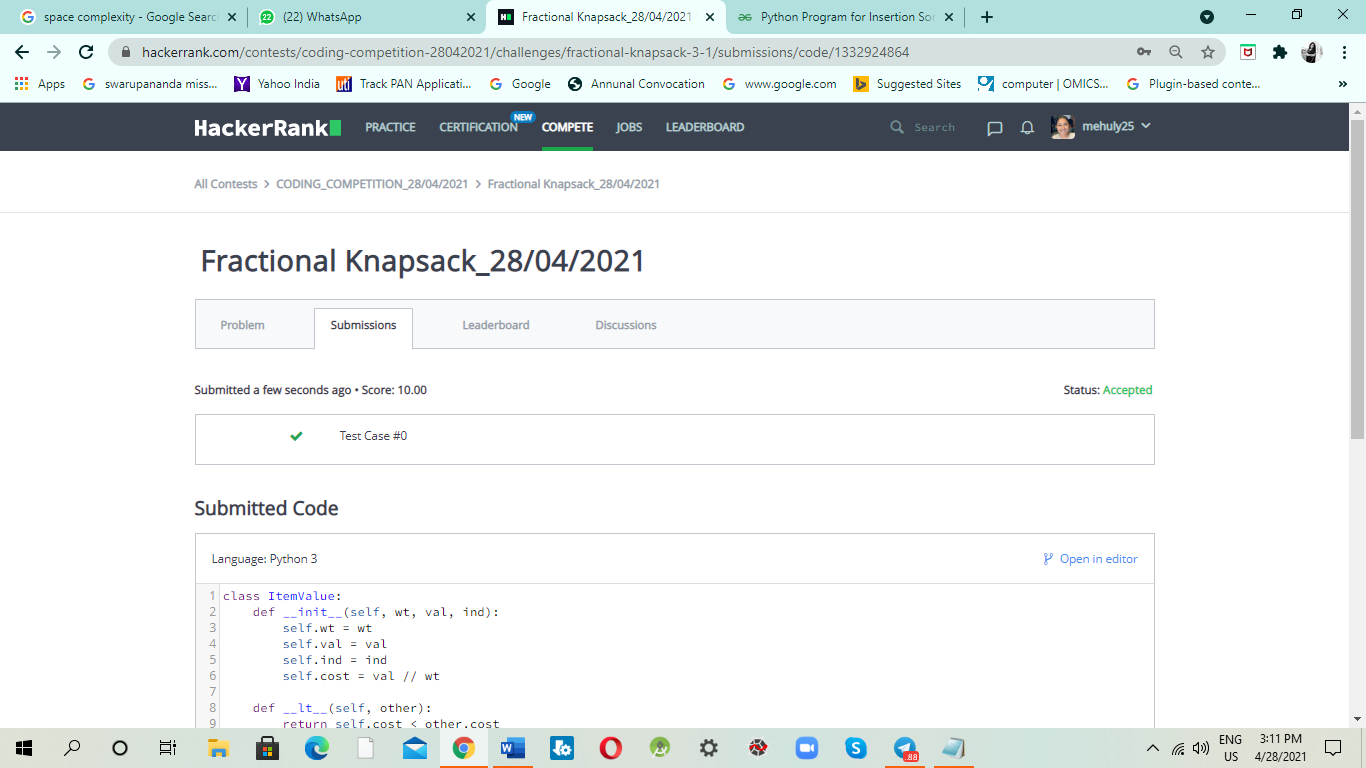 space complexity - Google Searc
(22) WhatsApp
Fractional Knapsack_28/04/2021
Python Program for Insertion Sor
hackerrank.com/contests/coding-competition-28042021/challenges/fractional-knapsack-3-1/submissions/code/1332924864
Apps
swarupananda miss...
Yahoo India
Track PAN Applicati...
Google
Annunal Convocation
www.google.com
Suggested Sites
computer | OMICS...
Plugin-based conte...
»
HackerRank
PRACTICE
CERTIFICATION
NEW
COMPETE
JOBS
LEADERBOARD
Search
mehuly25
All Contests > CODING_COMPETITION_28/04/2021 > Fractional Knapsack_28/04/2021
Fractional Knapsack_28/04/2021
Problem
Submissions
Leaderboard
Discussions
Submitted a few seconds ago • Score: 10.00
Status: Accepted
Test Case #0
Submitted Code
Language: Python 3
Open in editor
1 class ItemValue:
2     def __init__(self, wt, val, ind):
3         self.wt = wt
4         self.val = val
5         self.ind = ind
6         self.cost = val // wt
7
8     def __lt__(self, other):
9         return self.cost < other.cost
ENG
US
3:11 PM
4/28/2021